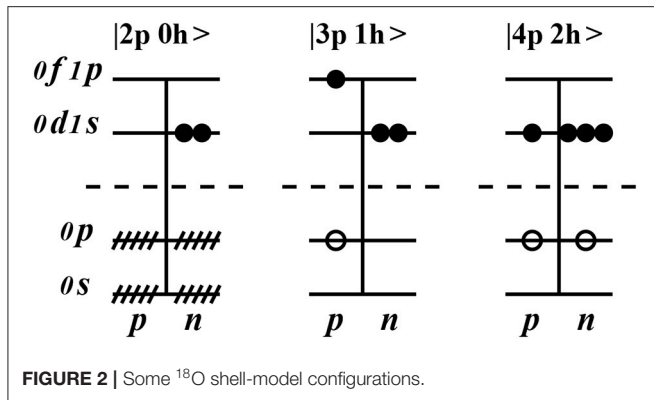 |2p 0h> |3p 1h> |4p 2h>
0f1p
0d1s
0p
0s
p n p n p n
FIGURE 2 | Some ¹⁸O shell-model configurations.